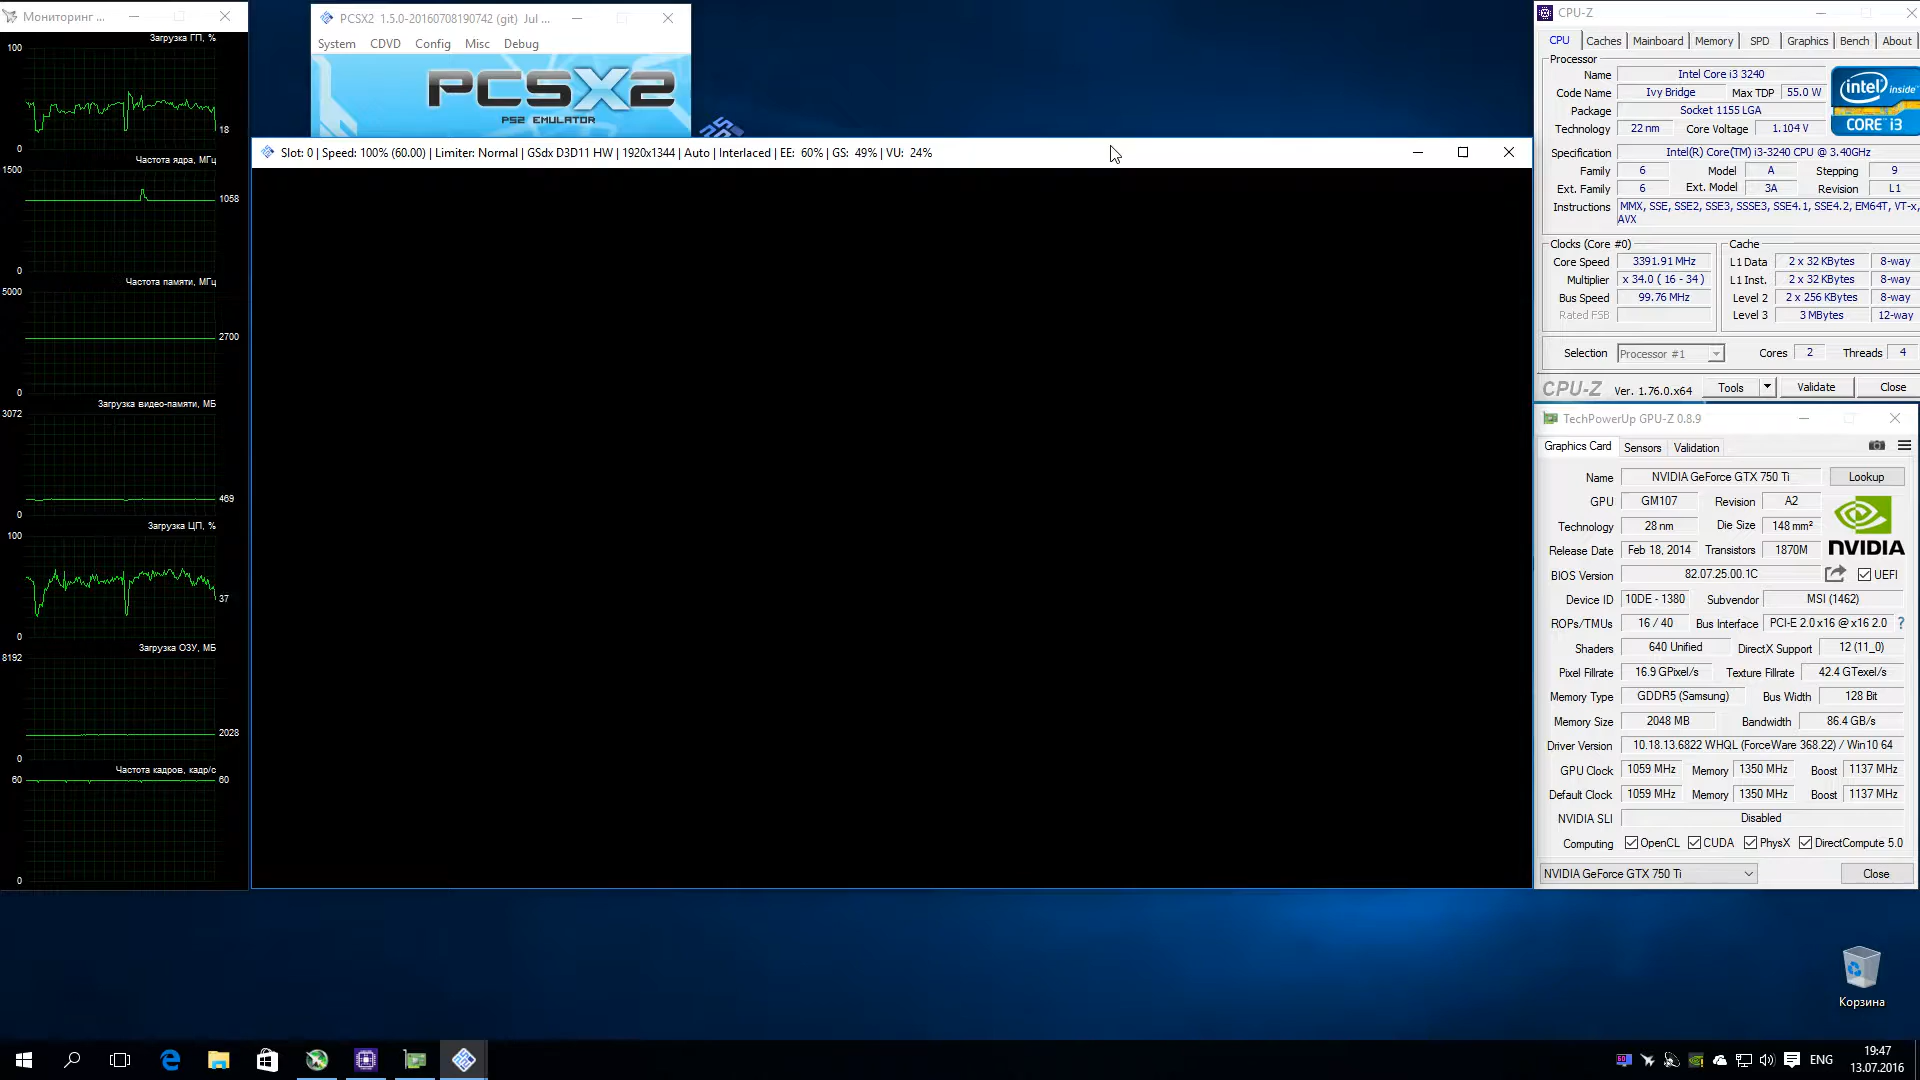 Мониторинг ...
Загрузка ГП, %
100
18
0
Частота ядра, МГц
1500
1058
0
Частота памяти, МГц
5000
2700
0
Загрузка видео-памяти, МБ
3072
469
0
Загрузка ЦП, %
100
37
0
Загрузка ОЗУ, МБ
8192
2028
0
Частота кадров, кадр/с
60
60
0
PCSX2 1.5.0-20160708190742 (git) Jul ...
System CDVD Config Misc Debug
PCSX2
PS2 EMULATOR
Slot: 0 | Speed: 100% (60.00) | Limiter: Normal | GSdx D3D11 HW | 1920x1344 | Auto | Interlaced | EE: 60% | GS: 49% | VU: 24%
CPU-Z
CPU Caches Mainboard Memory SPD Graphics Bench About
Processor
Name Intel Core i3 3240
Code Name Ivy Bridge Max TDP 55.0 W
Package Socket 1155 LGA
Technology 22 nm Core Voltage 1.104 V
intel inside
CORE i3
Specification Intel(R) Core(TM) i3-3240 CPU @ 3.40GHz
Family 6 Model A Stepping 9
Ext. Family 6 Ext. Model 3A Revision L1
Instructions MMX, SSE, SSE2, SSE3, SSSE3, SSE4.1, SSE4.2, EM64T, VT-x,
AVX
Clocks (Core #0) Cache
Core Speed 3391.91 MHz L1 Data 2 x 32 KBytes 8-way
Multiplier x 34.0 ( 16 - 34 ) L1 Inst. 2 x 32 KBytes 8-way
Bus Speed 99.76 MHz Level 2 2 x 256 KBytes 8-way
Rated FSB Level 3 3 MBytes 12-way
Selection Processor #1 Cores 2 Threads 4
CPU-Z Ver. 1.76.0.x64 Tools Validate Close
TechPowerUp GPU-Z 0.8.9
Graphics Card Sensors Validation
Name NVIDIA GeForce GTX 750 Ti Lookup
GPU GM107 Revision A2
Technology 28 nm Die Size 148 mm²
Release Date Feb 18, 2014 Transistors 1870M
NVIDIA
BIOS Version 82.07.25.00.1C UEFI
Device ID 10DE - 1380 Subvendor MSI (1462)
ROPs/TMUs 16 / 40 Bus Interface PCI-E 2.0 x16 @ x16 2.0 ?
Shaders 640 Unified DirectX Support 12 (11_0)
Pixel Fillrate 16.9 GPixel/s Texture Fillrate 42.4 GTexel/s
Memory Type GDDR5 (Samsung) Bus Width 128 Bit
Memory Size 2048 MB Bandwidth 86.4 GB/s
Driver Version 10.18.13.6822 WHQL (ForceWare 368.22) / Win10 64
GPU Clock 1059 MHz Memory 1350 MHz Boost 1137 MHz
Default Clock 1059 MHz Memory 1350 MHz Boost 1137 MHz
NVIDIA SLI Disabled
Computing OpenCL CUDA PhysX DirectCompute 5.0
NVIDIA GeForce GTX 750 Ti Close
Корзина
60
ENG
19:47
13.07.2016